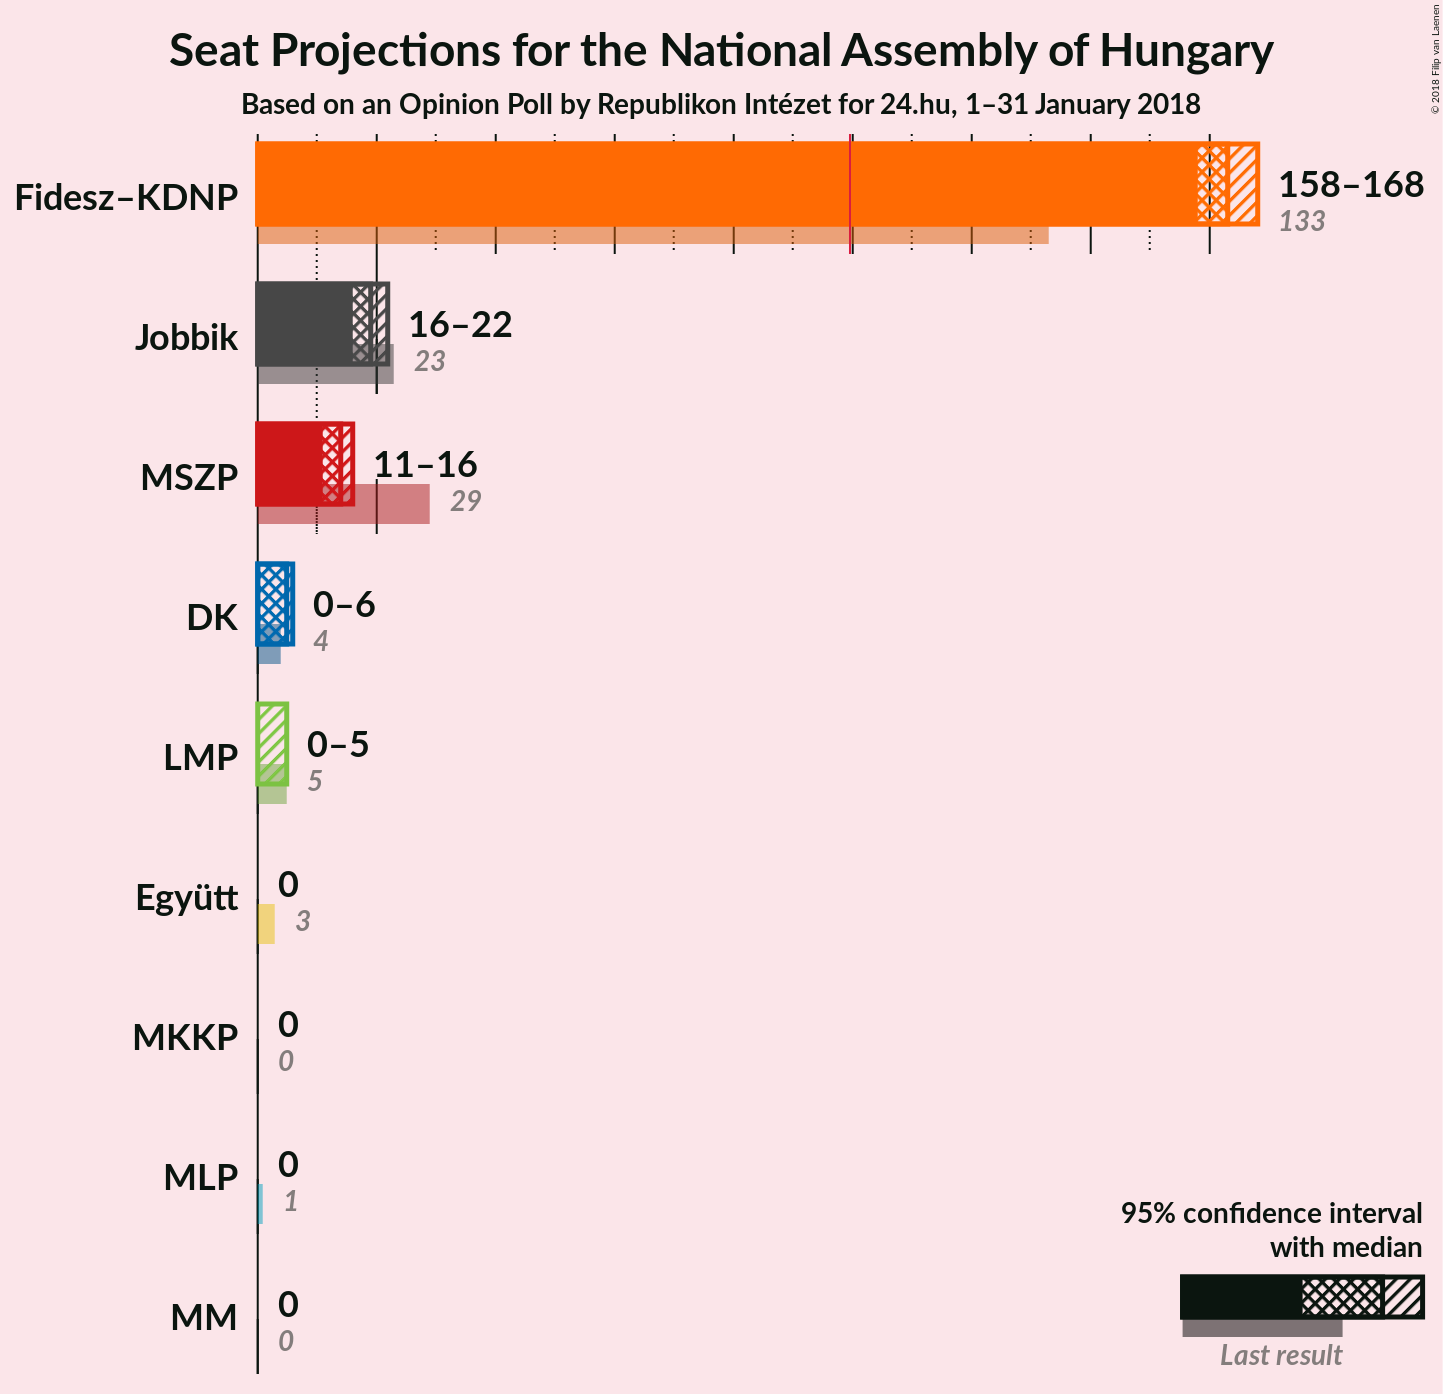 Seat Projections for the National Assembly of Hungary
Based on an Opinion Poll by Republikon Intézet for 24.hu, 1–31 January 2018
© 2018 Filip van Laenen
Fidesz–KDNP
158–168
133
Jobbik
16–22
23
MSZP
11–16
29
DK
0–6
4
LMP
0–5
5
Együtt
0
3
MKKP
0
0
MLP
0
1
MM
0
0
95% confidence interval
with median
Last result